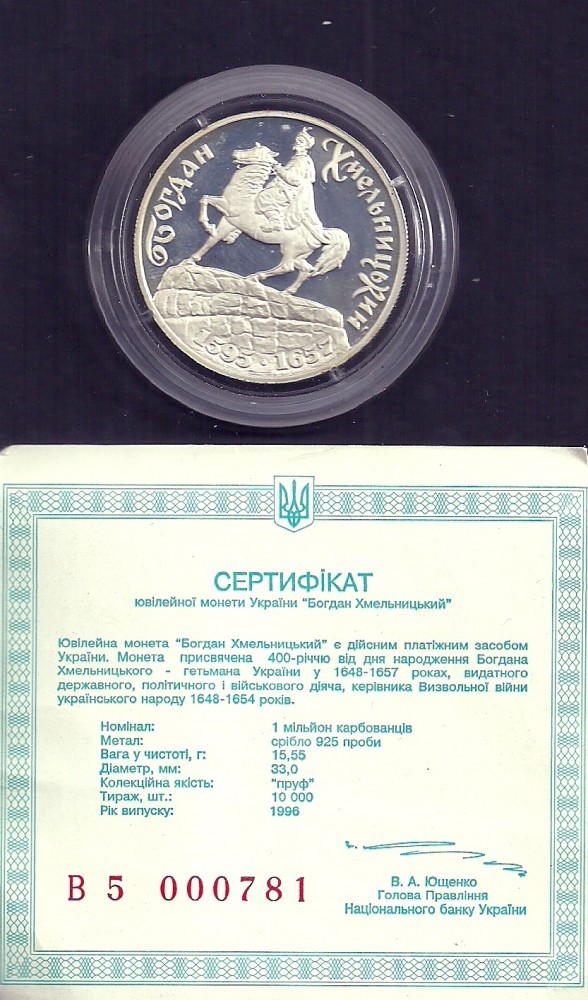 Богдан Хмельницький
1595 · 1657
СЕРТИФІКАТ
ювілейної монети України "Богдан Хмельницький"
Ювілейна монета "Богдан Хмельницький" є дійсним платіжним засобом
України. Монета присвячена 400-річчю від дня народження Богдана
Хмельницького - гетьмана України у 1648-1657 роках, видатного
державного, політичного і військового діяча, керівника Визвольної війни
українського народу 1648-1654 років.
Номінал: 1 мільйон карбованців
Метал: срібло 925 проби
Вага у чистоті, г: 15,55
Діаметр, мм: 33,0
Колекційна якість: "пруф"
Тираж, шт.: 10 000
Рік випуску: 1996
В 5 000781
В. А. Ющенко
Голова Правління
Національного банку України